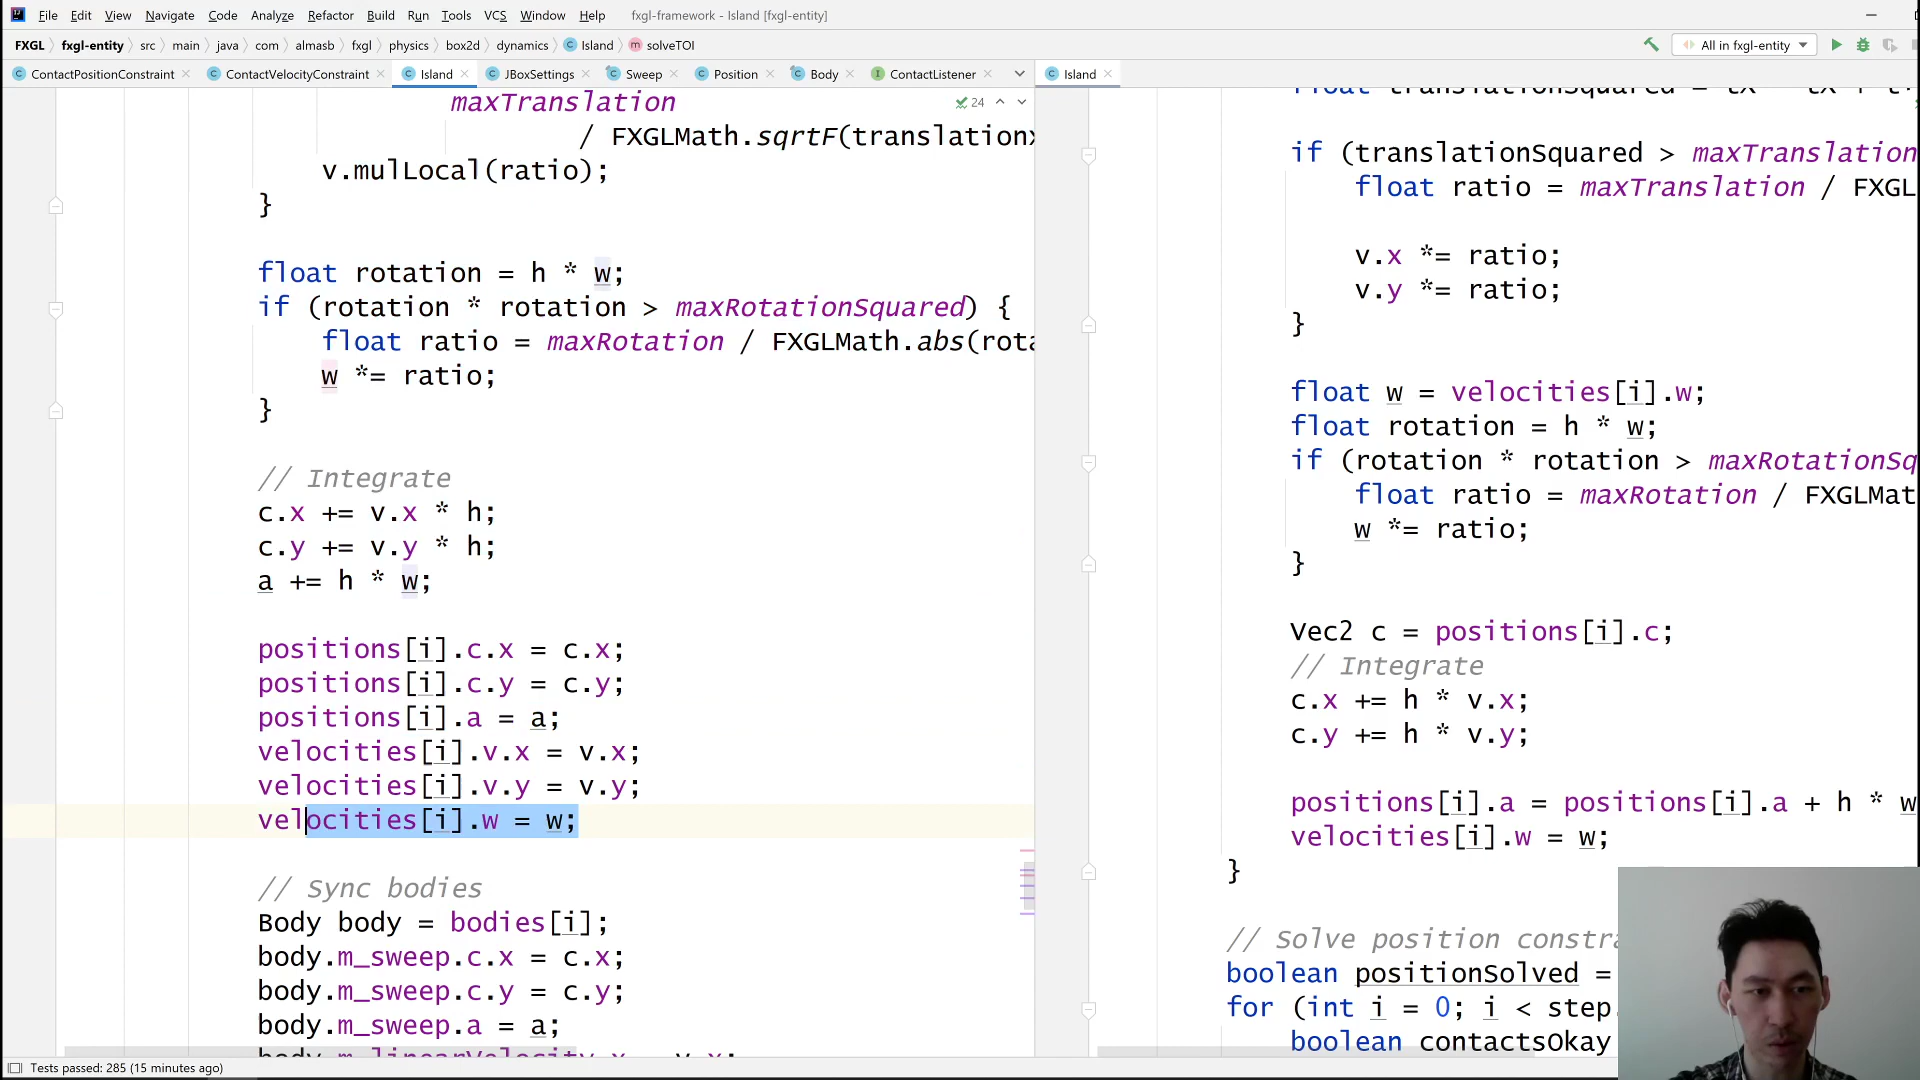 File Edit View Navigate Code Analyze Refactor Build Run Tools VCS Window Help fxgl-framework - Island [fxgl-entity]
FXGL fxgl-entity src main java com almasb fxgl physics box2d dynamics Island solveTOI
All in fxgl-entity
ContactPositionConstraint ContactVelocityConstraint Island JBoxSettings Sweep Position Body ContactListener
Island
maxTranslation
24
/ FXGLMath.sqrtF(translation
v.mulLocal(ratio);
}
float rotation = h * w;
if (rotation * rotation > maxRotationSquared) {
float ratio = maxRotation / FXGLMath.abs(rota
w *= ratio;
}
// Integrate
c.x += v.x * h;
c.y += v.y * h;
a += h * w;
positions[i].c.x = c.x;
positions[i].c.y = c.y;
positions[i].a = a;
velocities[i].v.x = v.x;
velocities[i].v.y = v.y;
velocities[i].w = w;
// Sync bodies
Body body = bodies[i];
body.m_sweep.c.x = c.x;
body.m_sweep.c.y = c.y;
body.m_sweep.a = a;
float translationSquared =
if (translationSquared > maxTranslation
float ratio = maxTranslation / FXGL
v.x *= ratio;
v.y *= ratio;
}
float w = velocities[i].w;
float rotation = h * w;
if (rotation * rotation > maxRotationSq
float ratio = maxRotation / FXGLMat
w *= ratio;
}
Vec2 c = positions[i].c;
// Integrate
c.x += h * v.x;
c.y += h * v.y;
positions[i].a = positions[i].a + h * w
velocities[i].w = w;
}
// Solve position constra
boolean positionSolved =
for (int i = 0; i < step.
boolean contactsOkay
Tests passed: 285 (15 minutes ago)